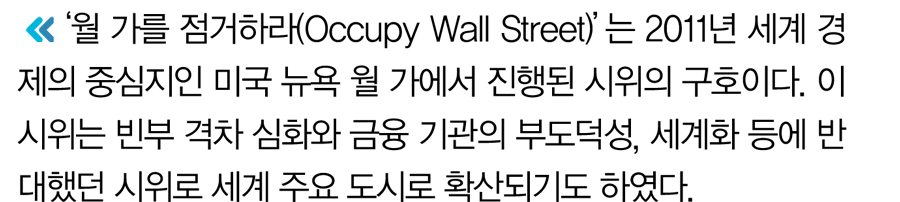 ≪ ‘월 가를 점거하라(Occupy Wall Street)’는 2011년 세계 경
제의 중심지인 미국 뉴욕 월 가에서 진행된 시위의 구호이다. 이
시위는 빈부 격차 심화와 금융 기관의 부도덕성, 세계화 등에 반
대했던 시위로 세계 주요 도시로 확산되기도 하였다.